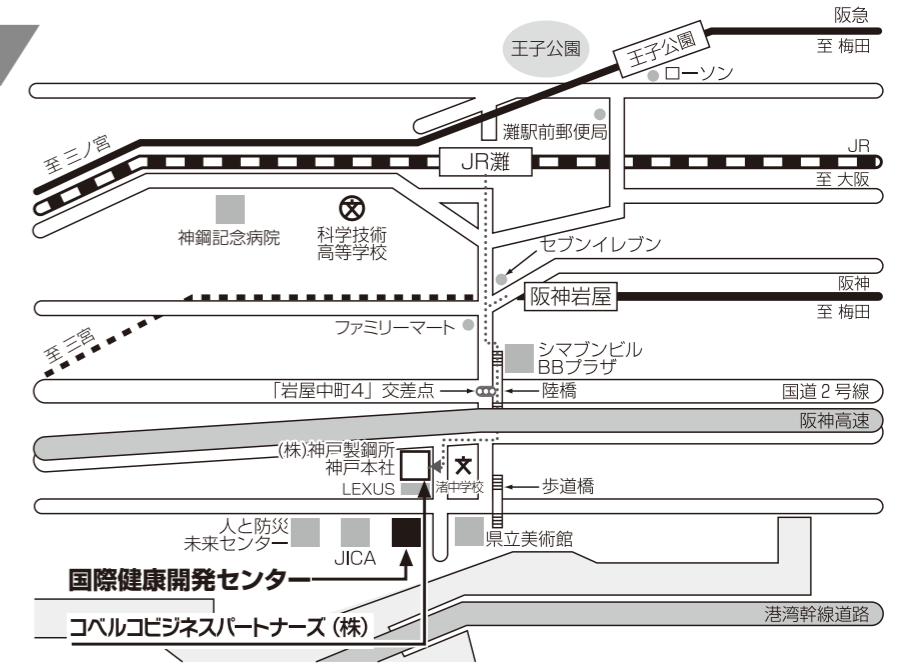 阪急
至 梅田
王子公園
王子公園
ローソン
灘駅前郵便局
至 三ノ宮
JR灘
JR
至 大阪
神鋼記念病院
科学技術
高等学校
セブンイレブン
阪神岩屋
阪神
至 梅田
ファミリーマート
至 三宮
シマブンビル
BBプラザ
「岩屋中町4」交差点
陸橋
国道2号線
阪神高速
(株)神戸製鋼所
神戸本社
LEXUS
渚中学校
歩道橋
人と防災
未来センター
JICA
県立美術館
国際健康開発センター
コベルコビジネスパートナーズ(株)
港湾幹線道路